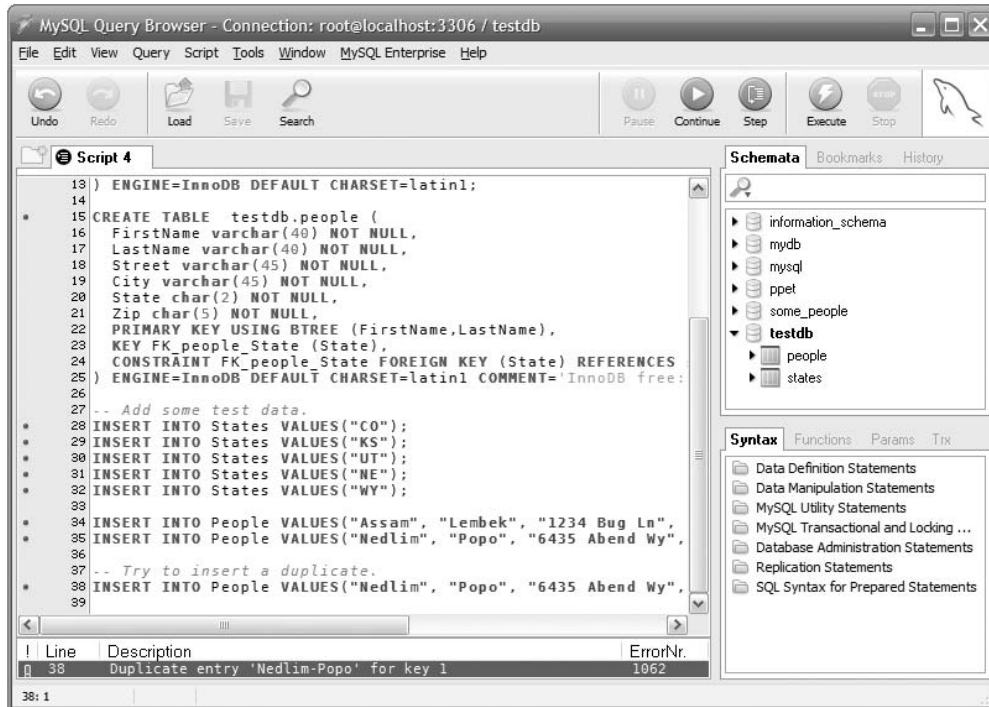 MySQL Query Browser - Connection: root@localhost:3306 / testdb
File Edit View Query Script Tools Window MySQL Enterprise Help
Undo Redo Load Save Search Pause Continue Step Execute Stop
Script 4
13 ) ENGINE=InnoDB DEFAULT CHARSET=latin1;
14
15 CREATE TABLE testdb.people (
16 FirstName varchar(40) NOT NULL,
17 LastName varchar(40) NOT NULL,
18 Street varchar(45) NOT NULL,
19 City varchar(45) NOT NULL,
20 State char(2) NOT NULL,
21 Zip char(5) NOT NULL,
22 PRIMARY KEY USING BTREE (FirstName,LastName),
23 KEY FK_people_State (State),
24 CONSTRAINT FK_people_State FOREIGN KEY (State) REFERENCES
25 ) ENGINE=InnoDB DEFAULT CHARSET=latin1 COMMENT='InnoDB free:
26
27 -- Add some test data.
28 INSERT INTO States VALUES("CO");
29 INSERT INTO States VALUES("KS");
30 INSERT INTO States VALUES("UT");
31 INSERT INTO States VALUES("NE");
32 INSERT INTO States VALUES("WY");
33
34 INSERT INTO People VALUES("Assam", "Lembek", "1234 Bug Ln",
35 INSERT INTO People VALUES("Nedlim", "Popo", "6435 Abend Wy",
36
37 -- Try to insert a duplicate.
38 INSERT INTO People VALUES("Nedlim", "Popo", "6435 Abend Wy",
39
! Line Description ErrorNr.
38 Duplicate entry 'Nedlim-Popo' for key 1 1062
38: 1
Schemata Bookmarks History
information_schema
mydb
mysql
ppet
some_people
testdb
people
states
Syntax Functions Params Trx
Data Definition Statements
Data Manipulation Statements
MySQL Utility Statements
MySQL Transactional and Locking ...
Database Administration Statements
Replication Statements
SQL Syntax for Prepared Statements